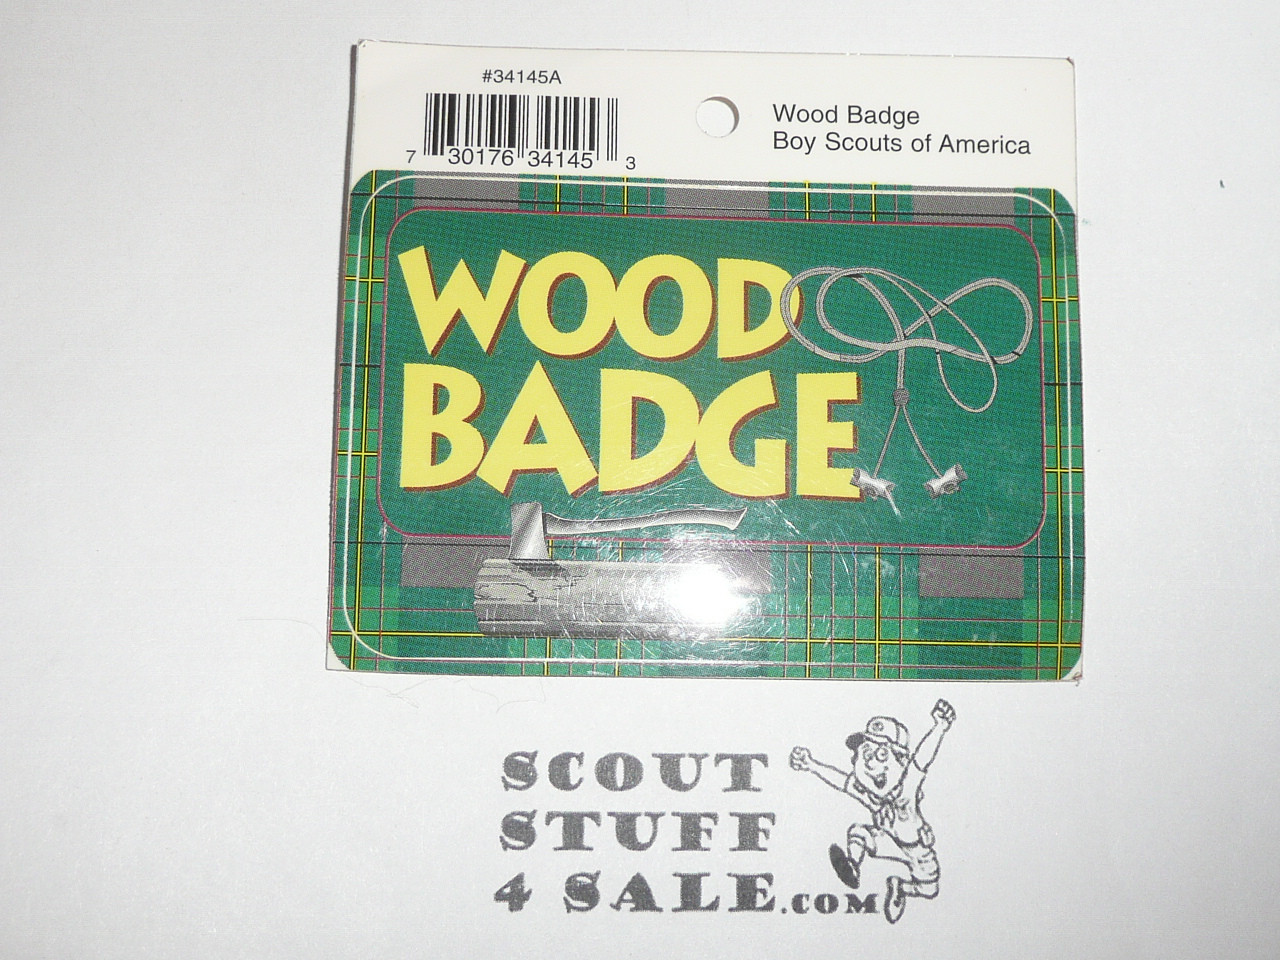 #34145A
7 30176 34145 3
Wood Badge
Boy Scouts of America
WOOD
BADGE
SCOUT
STUFF
4 SALE.COM